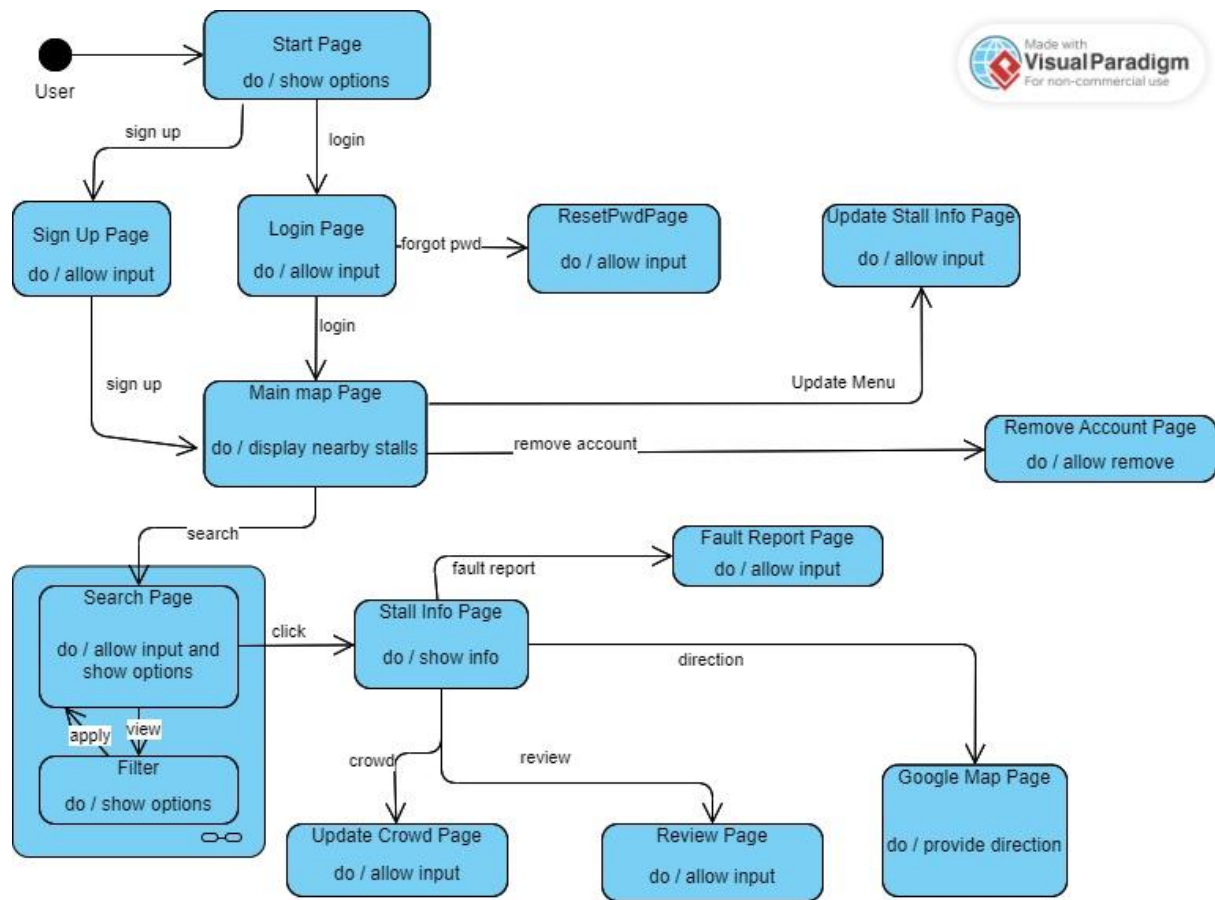 Start Page
do / show options
User
Made with
VisualParadigm
For non-commercial use
sign up
login
Sign Up Page
do / allow input
Login Page
do / allow input
forgot pwd
ResetPwdPage
do / allow input
Update Stall Info Page
do / allow input
login
sign up
Main map Page
do / display nearby stalls
Update Menu
remove account
Remove Account Page
do / allow remove
search
Fault Report Page
do / allow input
fault report
Search Page
do / allow input and
show options
click
Stall Info Page
do / show info
direction
apply
view
Filter
do / show options
crowd
review
Google Map Page
do / provide direction
Update Crowd Page
do / allow input
Review Page
do / allow input